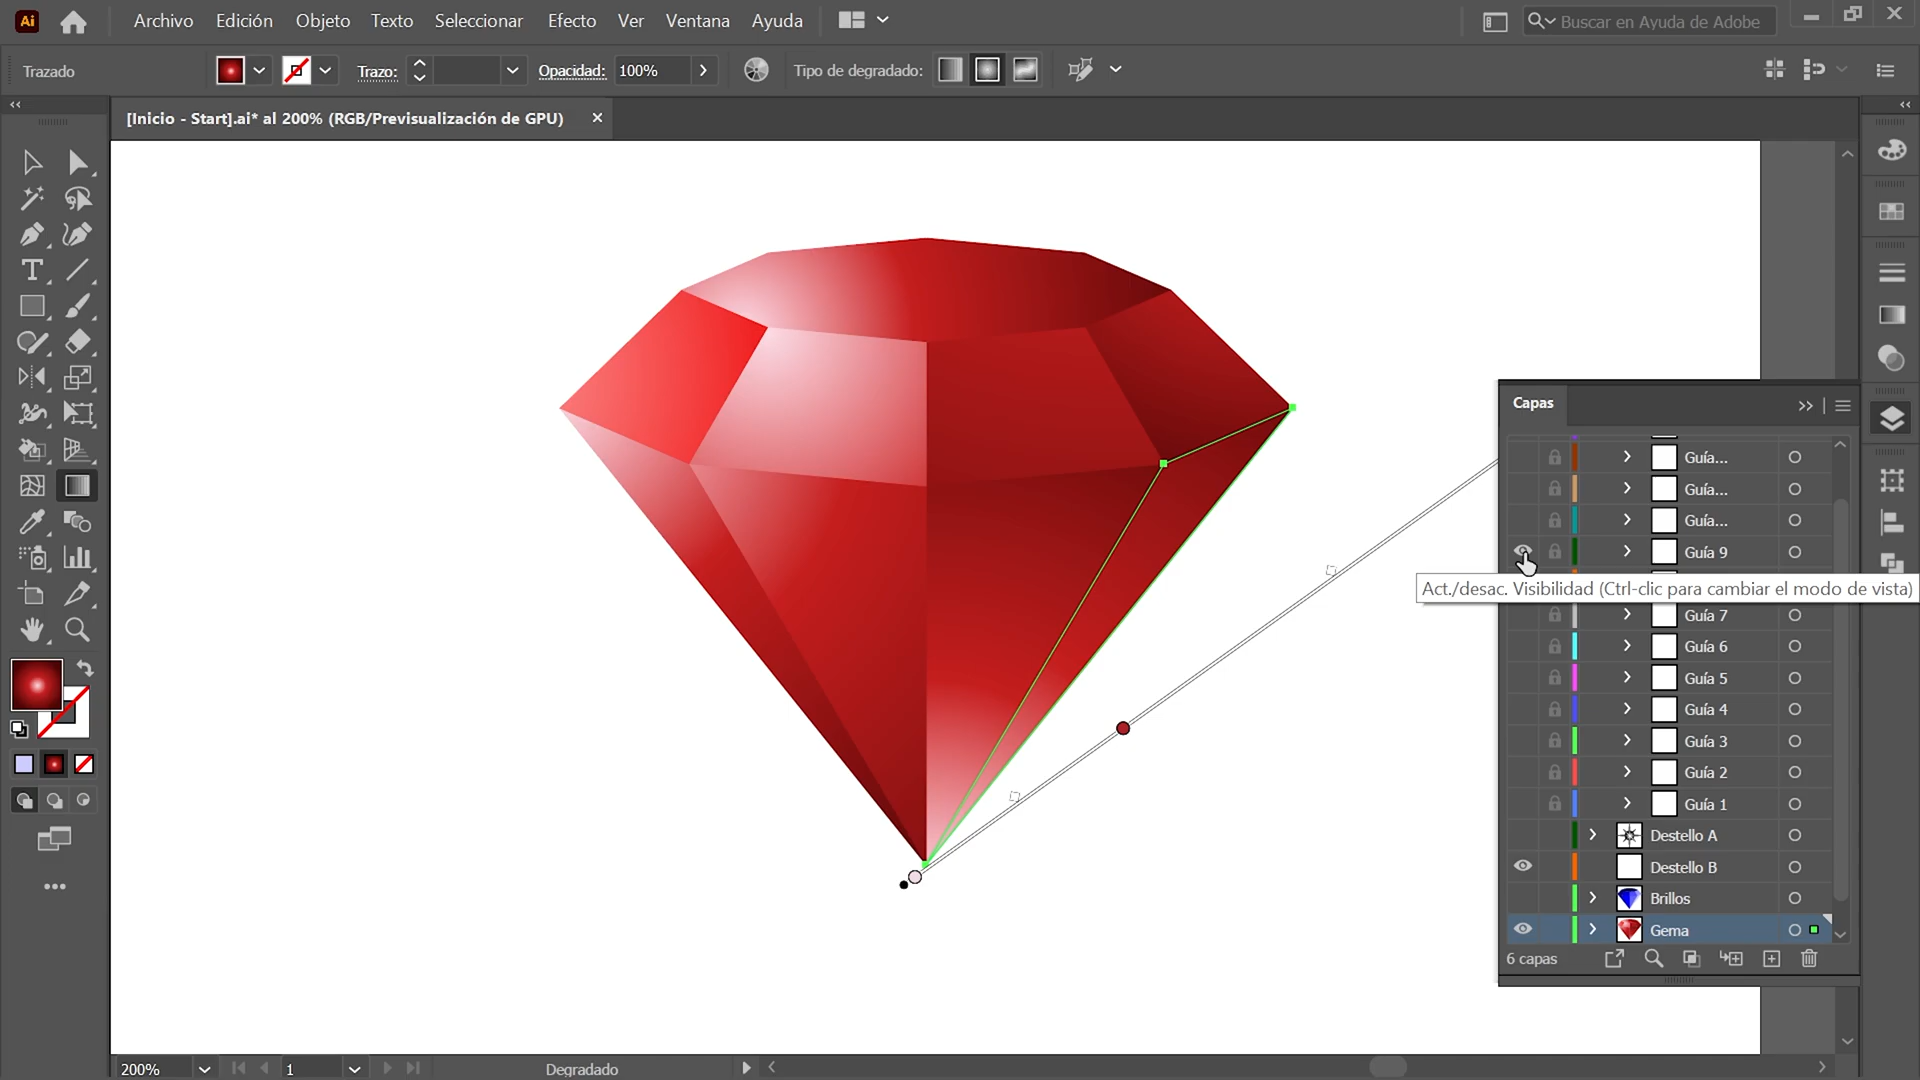 Ai
Archivo Edición Objeto Texto Seleccionar Efecto Ver Ventana Ayuda
Buscar en Ayuda de Adobe
Trazado
Trazo:
Opacidad: 100%
Tipo de degradado:
[Inicio - Start].ai* al 200% (RGB/Previsualización de GPU)
Capas
Guía...
Guía...
Guía...
Guía 9
Act./desac. Visibilidad (Ctrl-clic para cambiar el modo de vista)
Guía 7
Guía 6
Guía 5
Guía 4
Guía 3
Guía 2
Guía 1
Destello A
Destello B
Brillos
Gema
6 capas
200%
1
Degradado